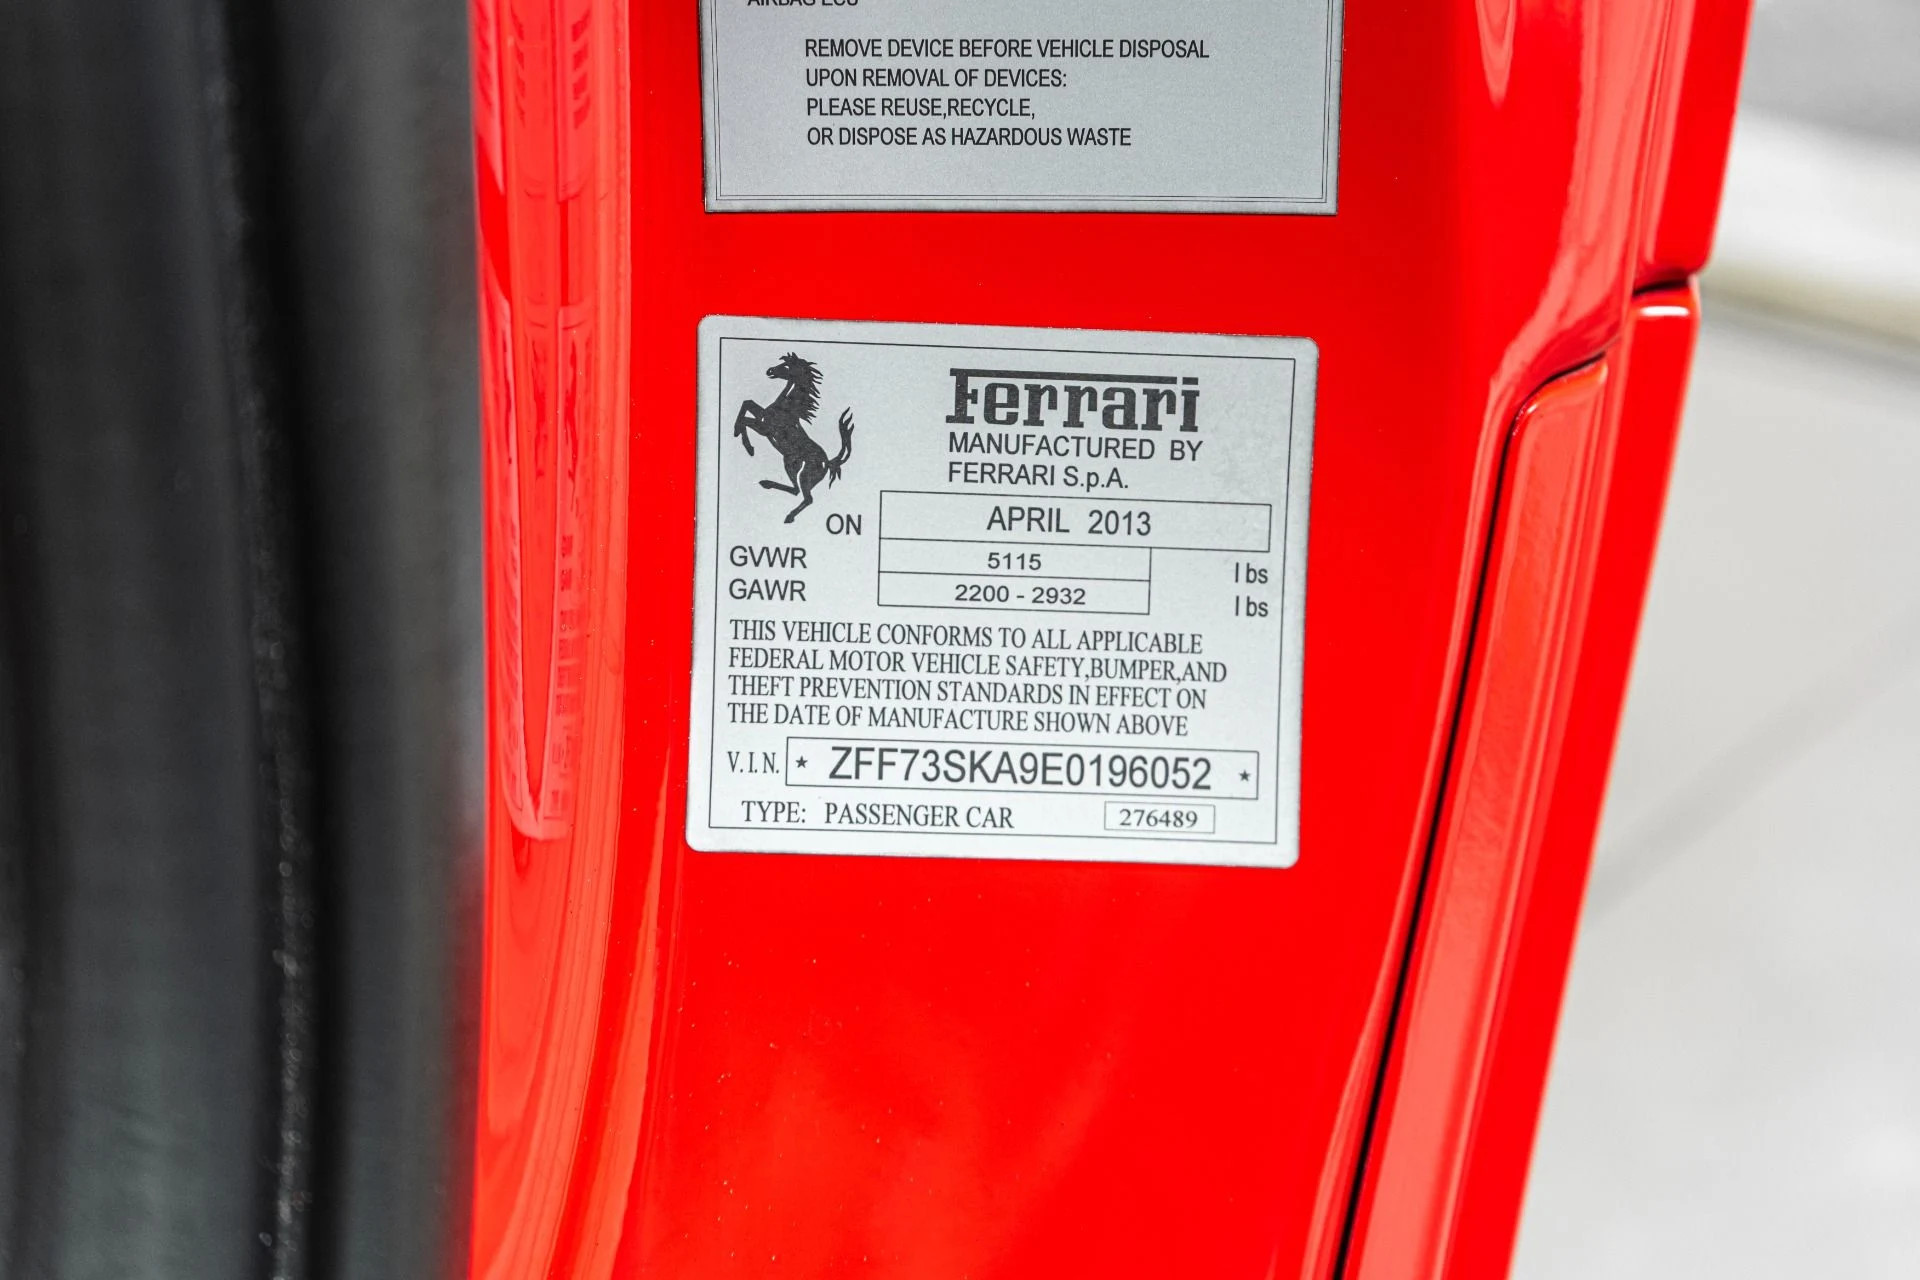 AIRBAG ECU
REMOVE DEVICE BEFORE VEHICLE DISPOSAL
UPON REMOVAL OF DEVICES:
PLEASE REUSE,RECYCLE,
OR DISPOSE AS HAZARDOUS WASTE
Ferrari
MANUFACTURED BY
FERRARI S.p.A.
ON APRIL 2013
GVWR 5115 lbs
GAWR 2200 - 2932 lbs
THIS VEHICLE CONFORMS TO ALL APPLICABLE
FEDERAL MOTOR VEHICLE SAFETY,BUMPER,AND
THEFT PREVENTION STANDARDS IN EFFECT ON
THE DATE OF MANUFACTURE SHOWN ABOVE
V.I.N. * ZFF73SKA9E0196052 *
TYPE: PASSENGER CAR 276489